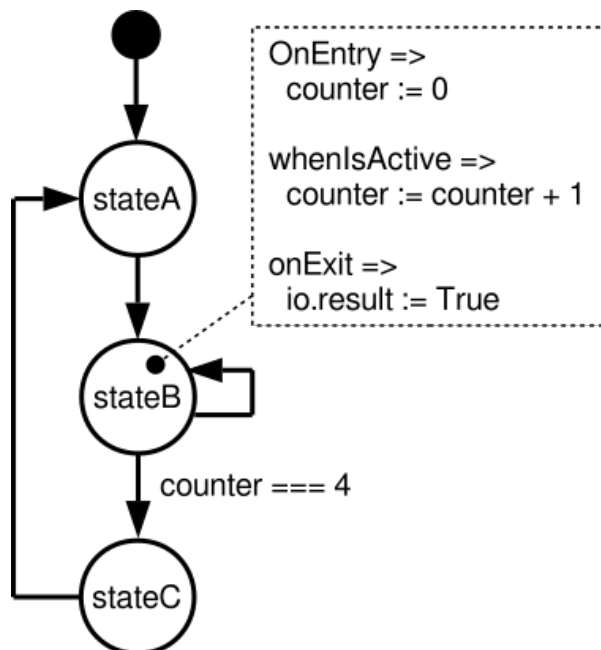 OnEntry =>
counter := 0
whenIsActive =>
counter := counter + 1
onExit =>
io.result := True
stateA
stateB
counter === 4
stateC